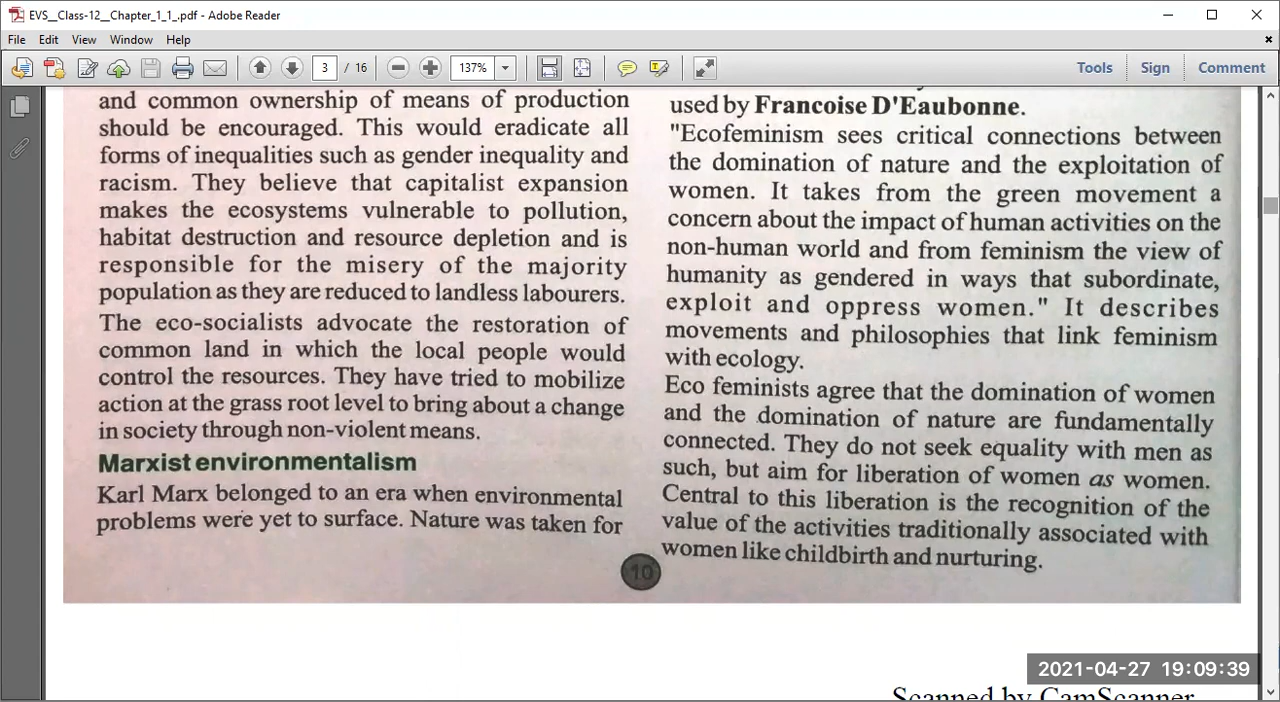 EVS__Class-12__Chapter_1_1_.pdf - Adobe Reader
File Edit View Window Help
3 / 16
137%
Tools Sign Comment
and common ownership of means of production
should be encouraged. This would eradicate all
forms of inequalities such as gender inequality and
racism. They believe that capitalist expansion
makes the ecosystems vulnerable to pollution,
habitat destruction and resource depletion and is
responsible for the misery of the majority
population as they are reduced to landless labourers.
The eco-socialists advocate the restoration of
common land in which the local people would
control the resources. They have tried to mobilize
action at the grass root level to bring about a change
in society through non-violent means.
Marxist environmentalism
Karl Marx belonged to an era when environmental
problems were yet to surface. Nature was taken for
used by Francoise D'Eaubonne.
"Ecofeminism sees critical connections between
the domination of nature and the exploitation of
women. It takes from the green movement a
concern about the impact of human activities on the
non-human world and from feminism the view of
humanity as gendered in ways that subordinate,
exploit and oppress women." It describes
movements and philosophies that link feminism
with ecology.
Eco feminists agree that the domination of women
and the domination of nature are fundamentally
connected. They do not seek equality with men as
such, but aim for liberation of women as women.
Central to this liberation is the recognition of the
value of the activities traditionally associated with
women like childbirth and nurturing.
10
2021-04-27 19:09:39
Scanned by CamScanner